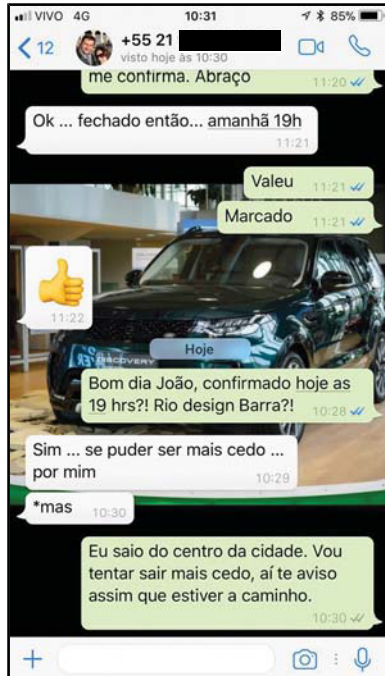 VIVO 4G 10:31 85%
12 +55 21
visto hoje às 10:30
me confirma. Abraço
11:20
Ok ... fechado então... amanhã 19h
11:21
Valeu 11:21
Marcado 11:21
11:22
Hoje
DISCOVERY
Bom dia João, confirmado hoje as
19 hrs?! Rio design Barra?! 10:28
Sim ... se puder ser mais cedo ...
por mim
10:29
*mas 10:30
Eu saio do centro da cidade. Vou
tentar sair mais cedo, aí te aviso
assim que estiver a caminho.
10:30